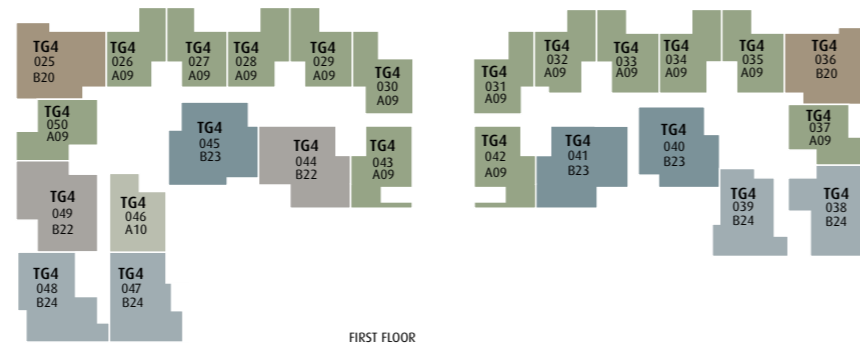 TG4
025
B20
TG4
026
A09
TG4
027
A09
TG4
028
A09
TG4
029
A09
TG4
030
A09
TG4
031
A09
TG4
032
A09
TG4
033
A09
TG4
034
A09
TG4
035
A09
TG4
036
B20
TG4
050
A09
TG4
045
B23
TG4
044
B22
TG4
043
A09
TG4
042
A09
TG4
041
B23
TG4
040
B23
TG4
037
A09
TG4
049
B22
TG4
046
A10
TG4
039
B24
TG4
038
B24
TG4
048
B24
TG4
047
B24
FIRST FLOOR